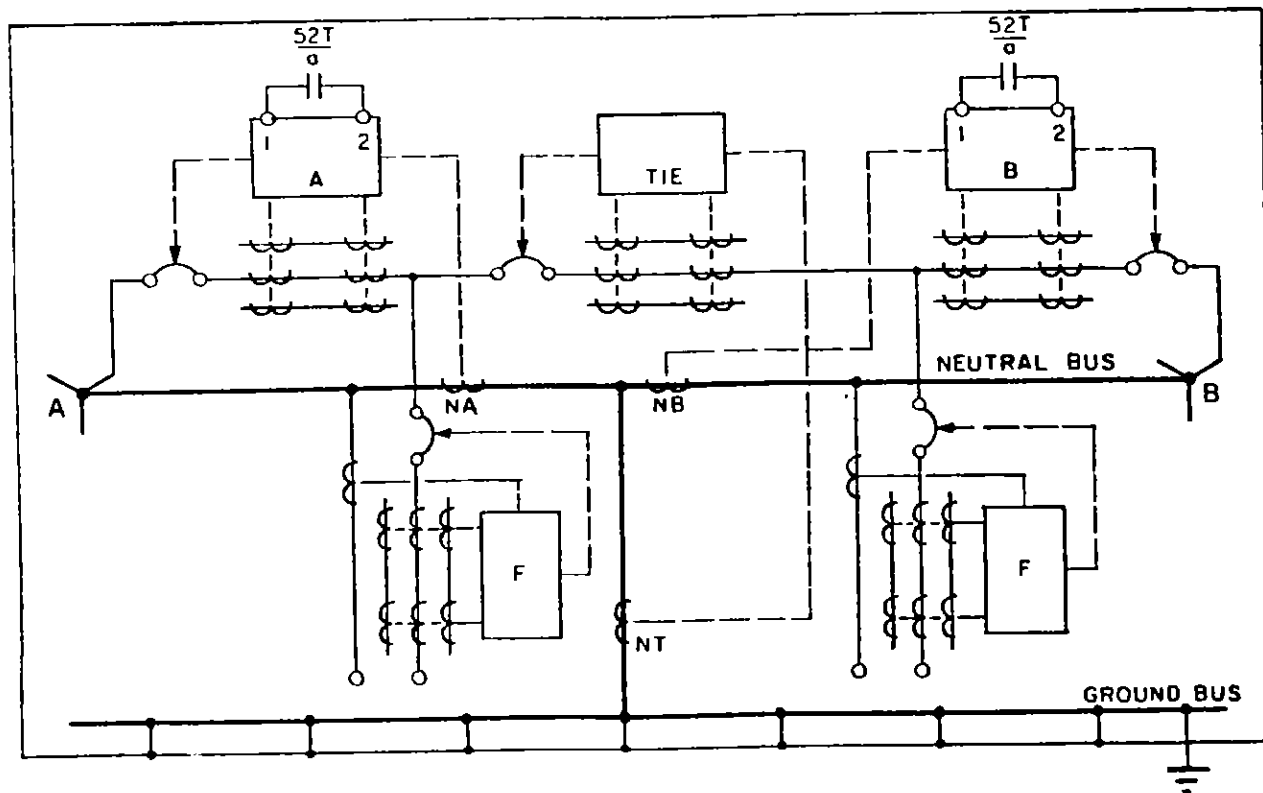 52T
a
52T
a
1 2
A
TIE
1 2
B
NEUTRAL BUS
A
NA
NB
B
F
F
NT
GROUND BUS